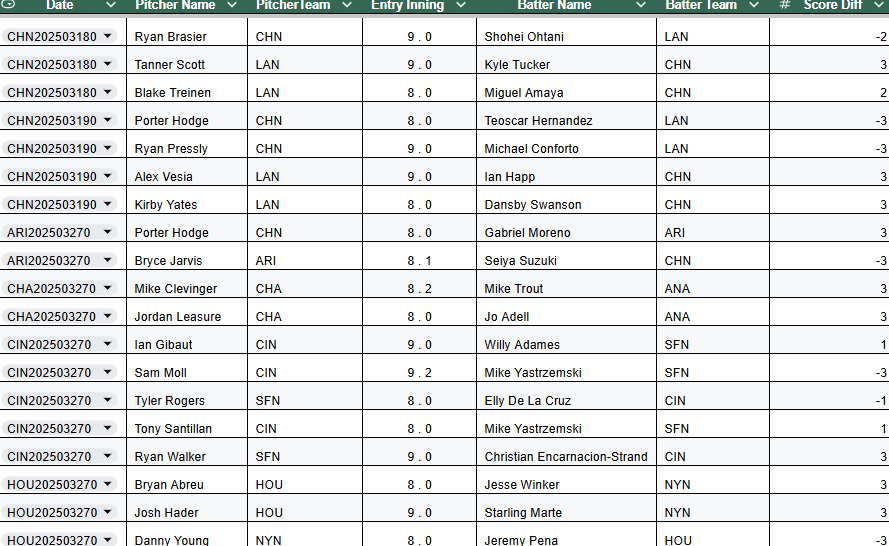 Date Pitcher Name PitcherTeam Entry Inning Batter Name Batter Team # Score Diff
CHN202503180 Ryan Brasier CHN 9.0 Shohei Ohtani LAN -2
CHN202503180 Tanner Scott LAN 9.0 Kyle Tucker CHN 3
CHN202503180 Blake Treinen LAN 8.0 Miguel Amaya CHN 2
CHN202503190 Porter Hodge CHN 8.0 Teoscar Hernandez LAN -3
CHN202503190 Ryan Pressly CHN 9.0 Michael Conforto LAN -3
CHN202503190 Alex Vesia LAN 9.0 Ian Happ CHN 3
CHN202503190 Kirby Yates LAN 8.0 Dansby Swanson CHN 3
ARI202503270 Porter Hodge CHN 8.0 Gabriel Moreno ARI 3
ARI202503270 Bryce Jarvis ARI 8.1 Seiya Suzuki CHN -3
CHA202503270 Mike Clevinger CHA 8.2 Mike Trout ANA 3
CHA202503270 Jordan Leasure CHA 8.0 Jo Adell ANA 3
CIN202503270 Ian Gibaut CIN 9.0 Willy Adames SFN 1
CIN202503270 Sam Moll CIN 9.2 Mike Yastrzemski SFN -3
CIN202503270 Tyler Rogers SFN 8.0 Elly De La Cruz CIN -1
CIN202503270 Tony Santillan CIN 8.0 Mike Yastrzemski SFN 1
CIN202503270 Ryan Walker SFN 9.0 Christian Encarnacion-Strand CIN 3
HOU202503270 Bryan Abreu HOU 8.0 Jesse Winker NYN 3
HOU202503270 Josh Hader HOU 9.0 Starling Marte NYN 3
HOU202503270 Danny Young NYN 8.0 Jeremy Pena HOU -3